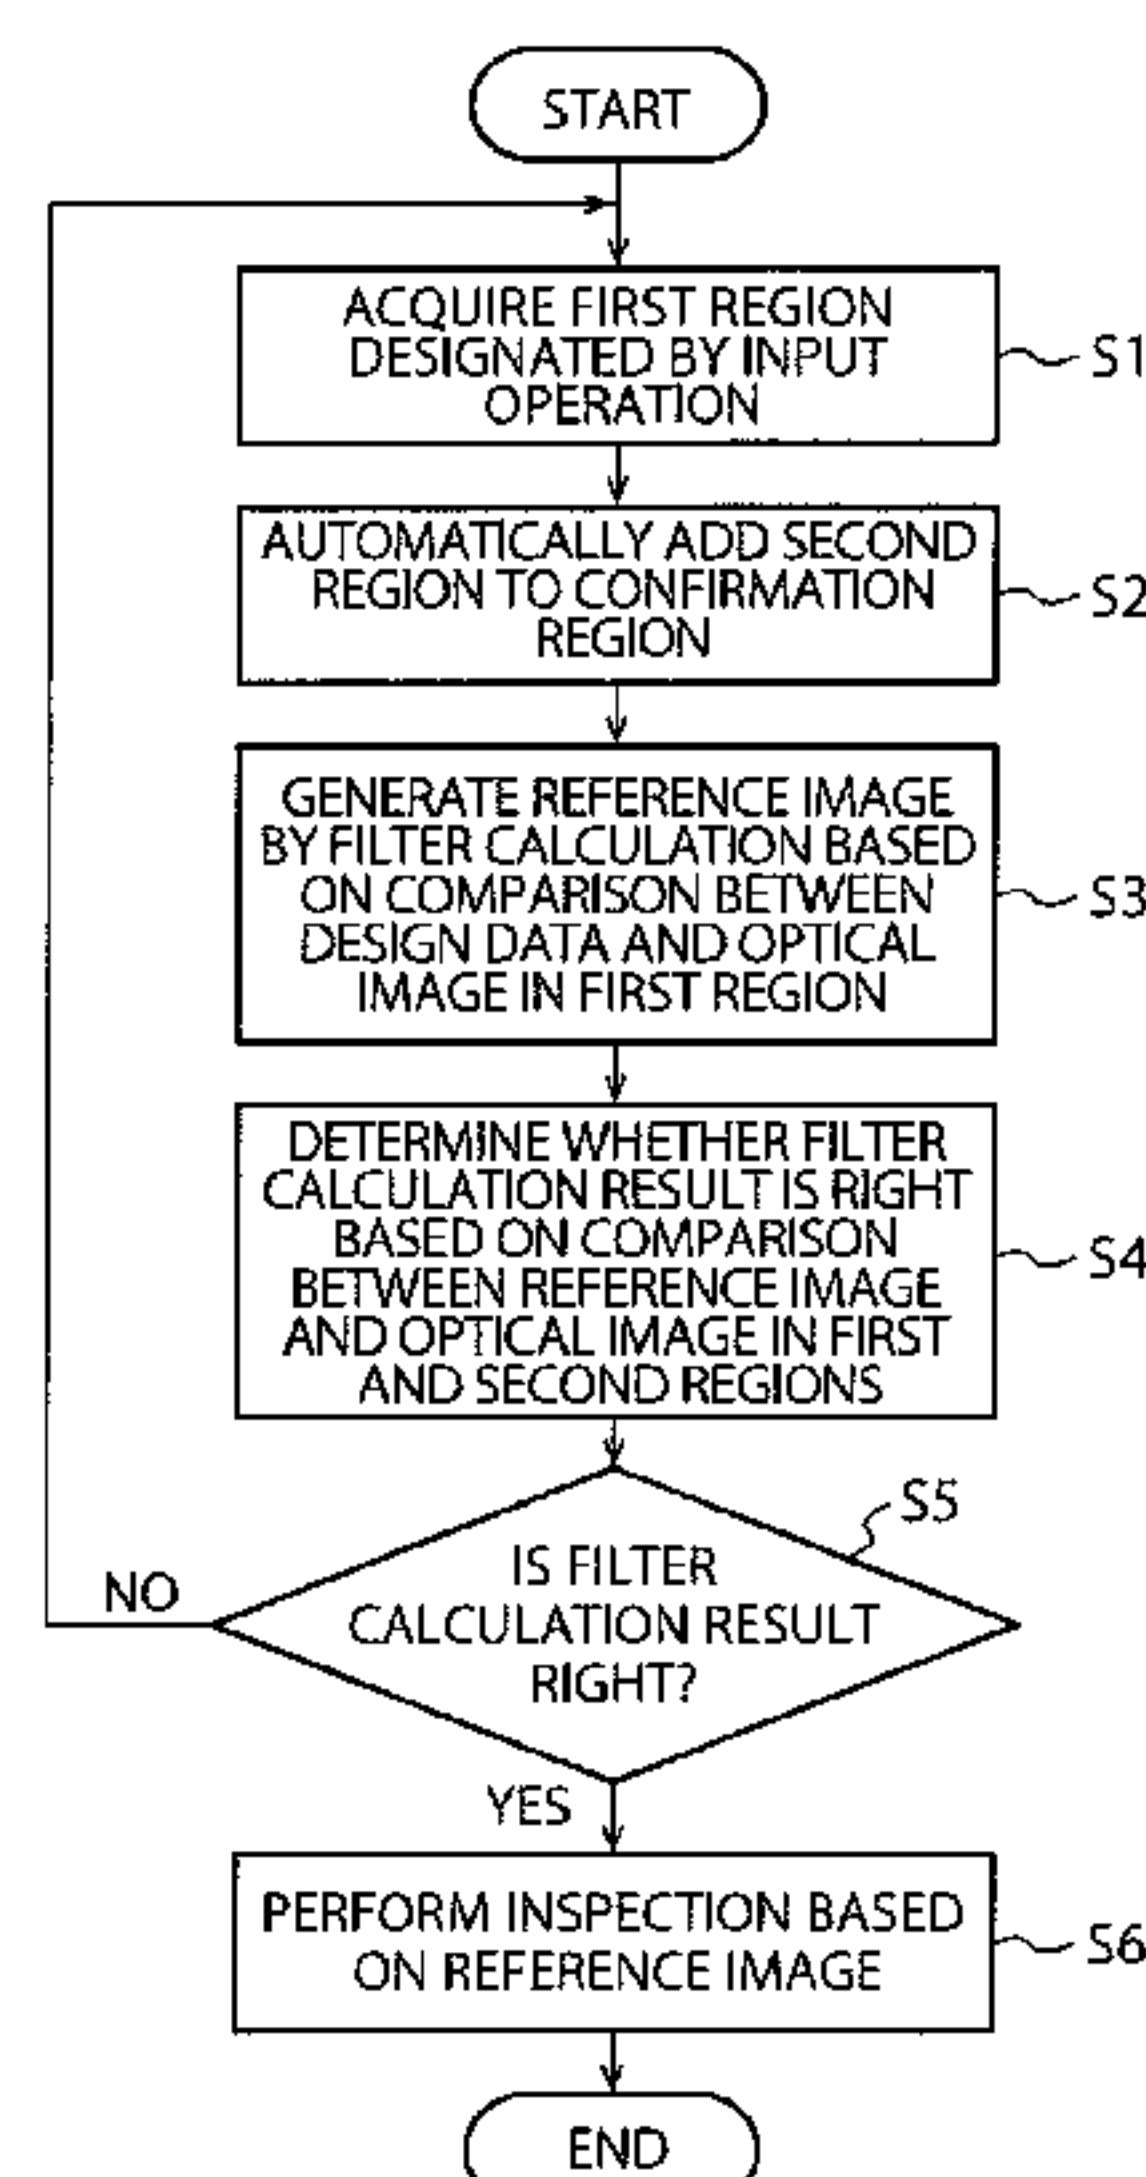 START
ACQUIRE FIRST REGION
DESIGNATED BY INPUT
OPERATION
S1
AUTOMATICALLY ADD SECOND
REGION TO CONFIRMATION
REGION
S2
GENERATE REFERENCE IMAGE
BY FILTER CALCULATION BASED
ON COMPARISON BETWEEN
DESIGN DATA AND OPTICAL
IMAGE IN FIRST REGION
S3
DETERMINE WHETHER FILTER
CALCULATION RESULT IS RIGHT
BASED ON COMPARISON
BETWEEN REFERENCE IMAGE
AND OPTICAL IMAGE IN FIRST
AND SECOND REGIONS
S4
S5
IS FILTER
CALCULATION RESULT
RIGHT?
NO
YES
PERFORM INSPECTION BASED
ON REFERENCE IMAGE
S6
END